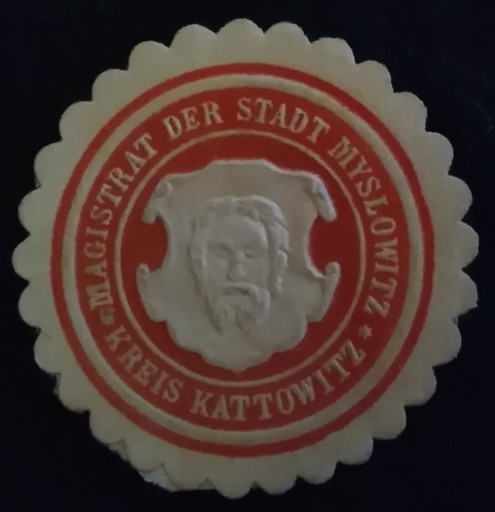 MAGISTRAT DER STADT MYSLOWITZ
* KREIS KATTOWITZ *